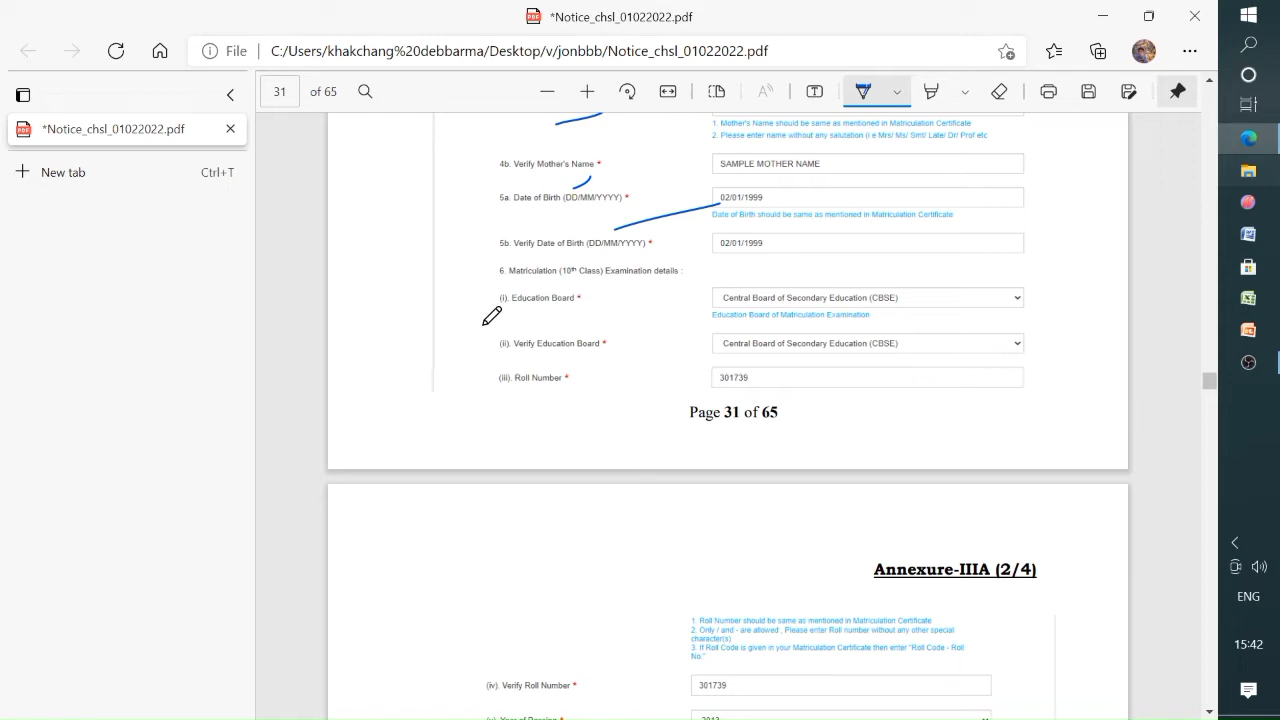 *Notice_chsl_01022022.pdf
File
C:/Users/khakchang%20debbarma/Desktop/v/jonbbb/Notice_chsl_01022022.pdf
31 of 65
*Notice_chsl_01022022.pdf
New tab Ctrl+T
1. Mother's Name should be same as mentioned in Matriculation Certificate
2. Please enter name without any salutation (i e Mrs/ Ms/ Smt/ Late/ Dr/ Prof etc
4b. Verify Mother's Name * SAMPLE MOTHER NAME
5a. Date of Birth (DD/MM/YYYY) * 02/01/1999
Date of Birth should be same as mentioned in Matriculation Certificate
5b. Verify Date of Birth (DD/MM/YYYY) * 02/01/1999
6. Matriculation (10th Class) Examination details :
(i). Education Board * Central Board of Secondary Education (CBSE)
Education Board of Matriculation Examination
(ii). Verify Education Board * Central Board of Secondary Education (CBSE)
(iii). Roll Number * 301739
Page 31 of 65
Annexure-IIIA (2/4)
1. Roll Number should be same as mentioned in Matriculation Certificate
2. Only / and - are allowed , Please enter Roll number without any other special
character(s)
3. If Roll Code is given in your Matriculation Certificate then enter "Roll Code - Roll
No."
(iv). Verify Roll Number * 301739
(v). Year of Passing * 2013
ENG
15:42